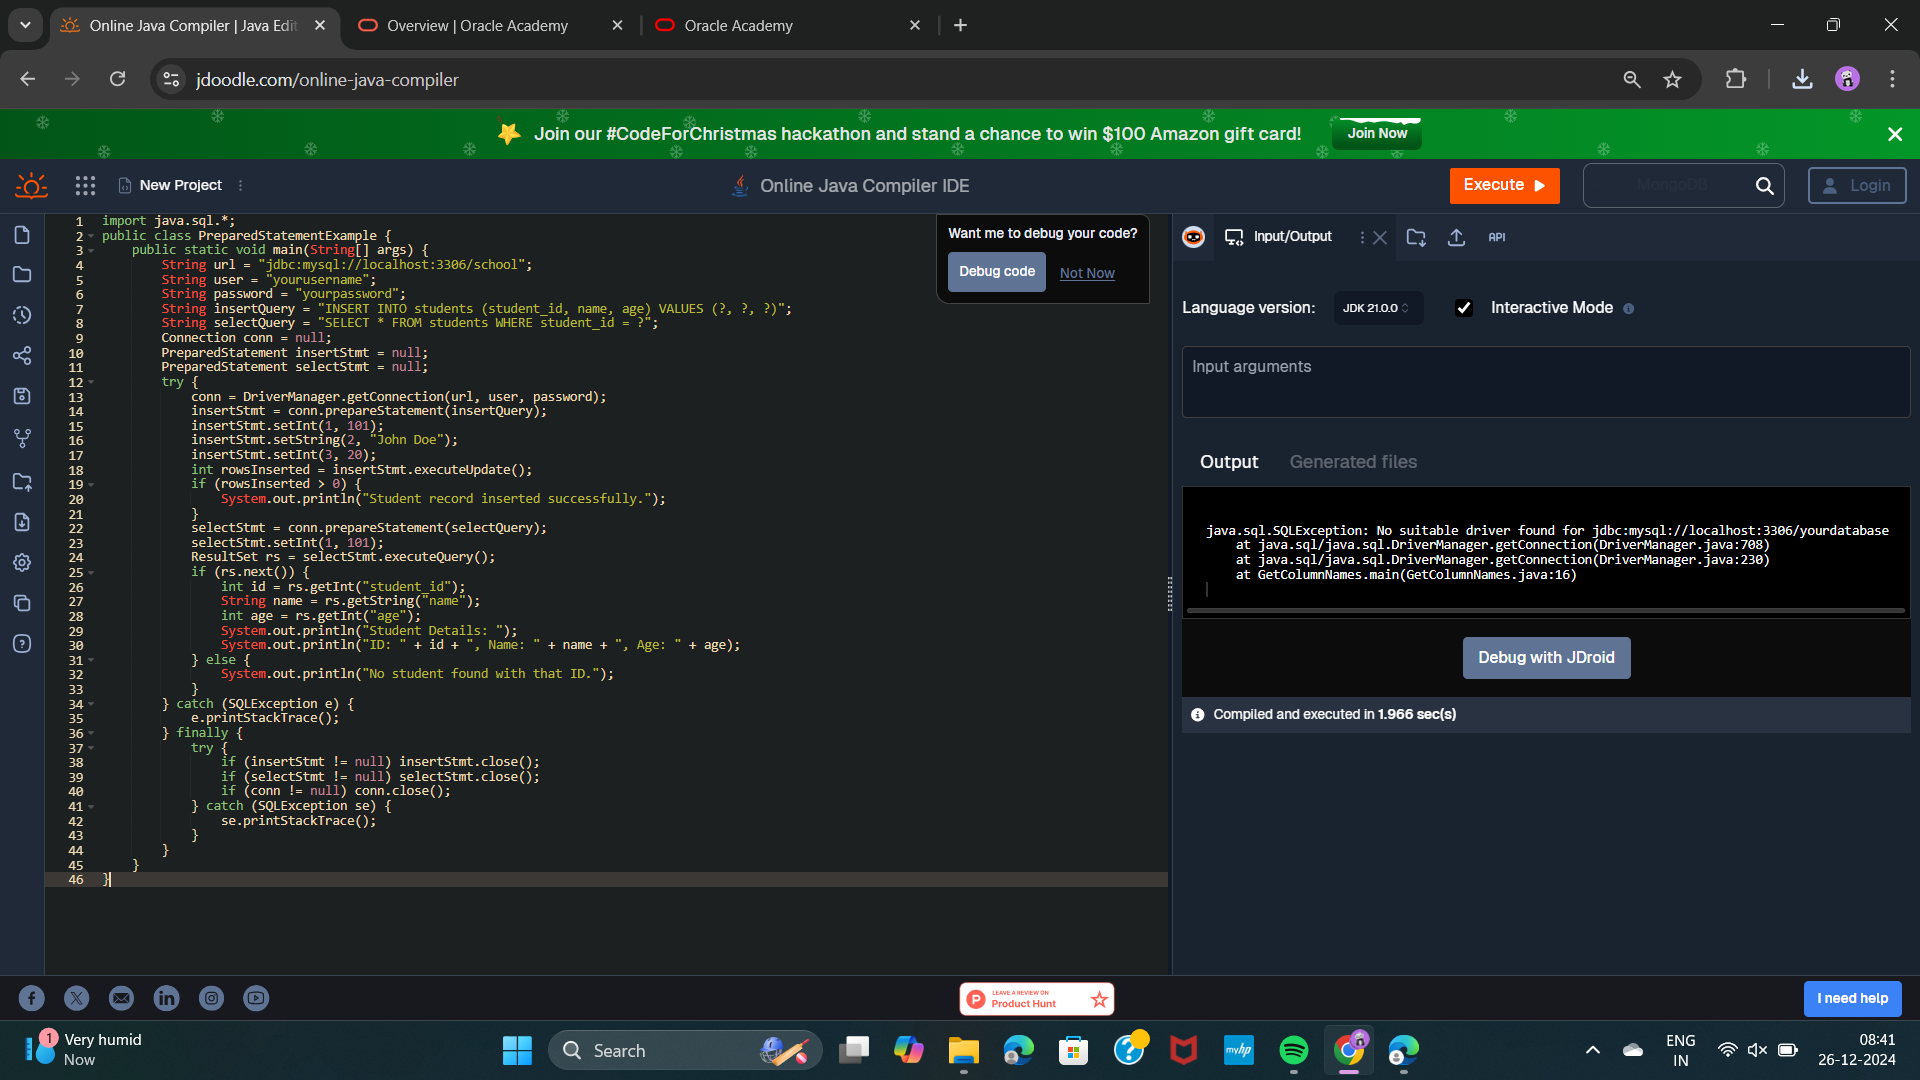 Online Java Compiler | Java Edit
Overview | Oracle Academy
Oracle Academy
jdoodle.com/online-java-compiler
Join our #CodeForChristmas hackathon and stand a chance to win $100 Amazon gift card!
Join Now
New Project
Online Java Compiler IDE
Execute
MongoDB
Login
1 import java.sql.*;
2 public class PreparedStatementExample {
3 public static void main(String[] args) {
4 String url = "jdbc:mysql://localhost:3306/school";
5 String user = "yourusername";
6 String password = "yourpassword";
7 String insertQuery = "INSERT INTO students (student_id, name, age) VALUES (?, ?, ?)";
8 String selectQuery = "SELECT * FROM students WHERE student_id = ?";
9 Connection conn = null;
10 PreparedStatement insertStmt = null;
11 PreparedStatement selectStmt = null;
12 try {
13 conn = DriverManager.getConnection(url, user, password);
14 insertStmt = conn.prepareStatement(insertQuery);
15 insertStmt.setInt(1, 101);
16 insertStmt.setString(2, "John Doe");
17 insertStmt.setInt(3, 20);
18 int rowsInserted = insertStmt.executeUpdate();
19 if (rowsInserted > 0) {
20 System.out.println("Student record inserted successfully.");
21 }
22 selectStmt = conn.prepareStatement(selectQuery);
23 selectStmt.setInt(1, 101);
24 ResultSet rs = selectStmt.executeQuery();
25 if (rs.next()) {
26 int id = rs.getInt("student_id");
27 String name = rs.getString("name");
28 int age = rs.getInt("age");
29 System.out.println("Student Details: ");
30 System.out.println("ID: " + id + ", Name: " + name + ", Age: " + age);
31 } else {
32 System.out.println("No student found with that ID.");
33 }
34 } catch (SQLException e) {
35 e.printStackTrace();
36 } finally {
37 try {
38 if (insertStmt != null) insertStmt.close();
39 if (selectStmt != null) selectStmt.close();
40 if (conn != null) conn.close();
41 } catch (SQLException se) {
42 se.printStackTrace();
43 }
44 }
45 }
46 }
Want me to debug your code?
Debug code
Not Now
Input/Output
API
Language version:
JDK 21.0.0
Interactive Mode
Input arguments
Output
Generated files
java.sql.SQLException: No suitable driver found for jdbc:mysql://localhost:3306/yourdatabase
at java.sql/java.sql.DriverManager.getConnection(DriverManager.java:708)
at java.sql/java.sql.DriverManager.getConnection(DriverManager.java:230)
at GetColumnNames.main(GetColumnNames.java:16)
Debug with JDroid
Compiled and executed in 1.966 sec(s)
LEAVE A REVIEW ON
Product Hunt
I need help
1
Very humid
Now
Search
myhp
ENG
IN
08:41
26-12-2024